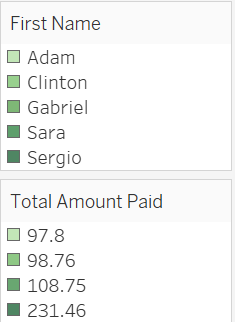 First Name
Adam
Clinton
Gabriel
Sara
Sergio
Total Amount Paid
97.8
98.76
108.75
231.46